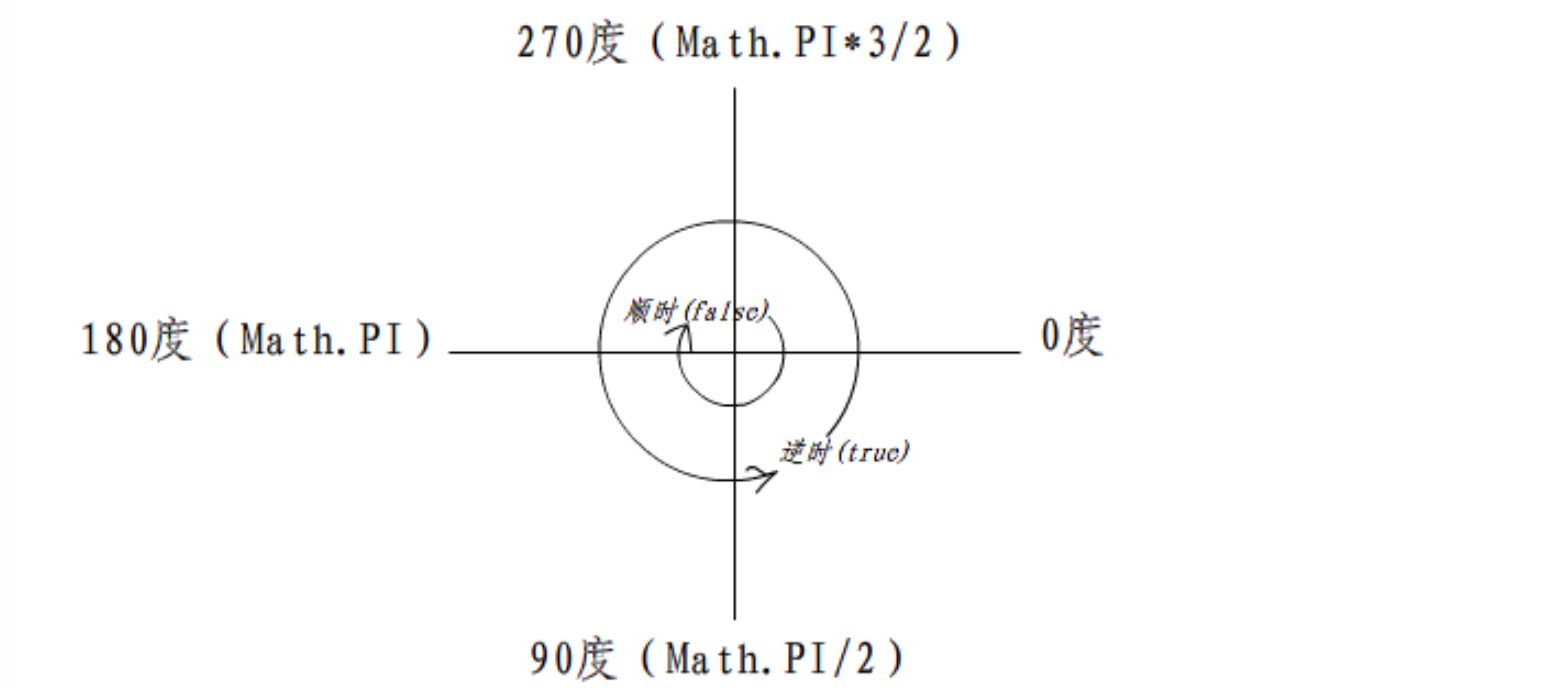 270度 (Math.PI*3/2)
顺时(false)
180度 (Math.PI)
0度
逆时(true)
90度 (Math.PI/2)